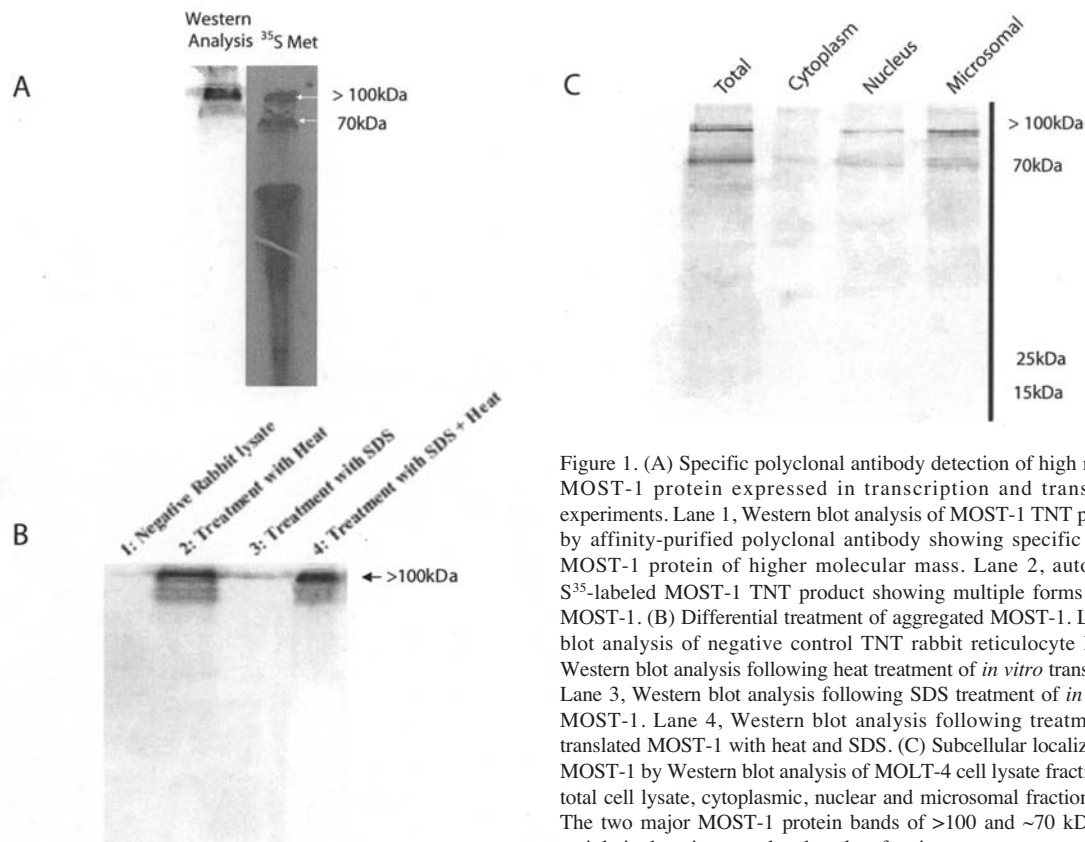 Western
Analysis ³⁵S Met
A
> 100kDa
70kDa
1: Negative Rabbit lysate
2: Treatment with Heat
3: Treatment with SDS
4: Treatment with SDS + Heat
B
>100kDa
C
Total
Cytoplasm
Nucleus
Microsomal
> 100kDa
70kDa
25kDa
15kDa
Figure 1. (A) Specific polyclonal antibody detection of high
MOST-1 protein expressed in transcription and
experiments. Lane 1, Western blot analysis of MOST-1 TNT
by affinity-purified polyclonal antibody showing specific
MOST-1 protein of higher molecular mass. Lane 2,
S³⁵-labeled MOST-1 TNT product showing multiple forms
MOST-1. (B) Differential treatment of aggregated MOST-1.
blot analysis of negative control TNT rabbit reticulocyte
Western blot analysis following heat treatment of in vitro
Lane 3, Western blot analysis following SDS treatment of in
MOST-1. Lane 4, Western blot analysis following
translated MOST-1 with heat and SDS. (C) Subcellular
MOST-1 by Western blot analysis of MOLT-4 cell lysate
total cell lysate, cytoplasmic, nuclear and microsomal
The two major MOST-1 protein bands of >100 and ~70